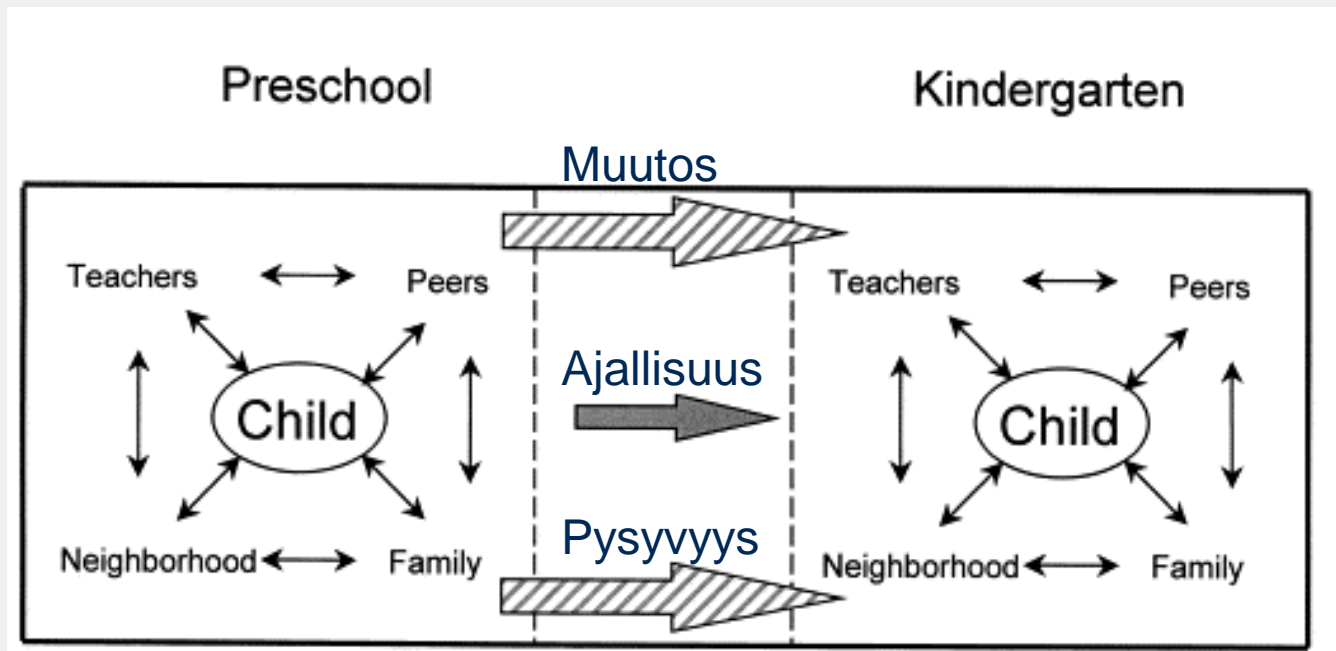 Preschool
Kindergarten
Muutos
Teachers
Peers
Child
Neighborhood
Family
Ajallisuus
Pysyvyys
Teachers
Peers
Child
Neighborhood
Family